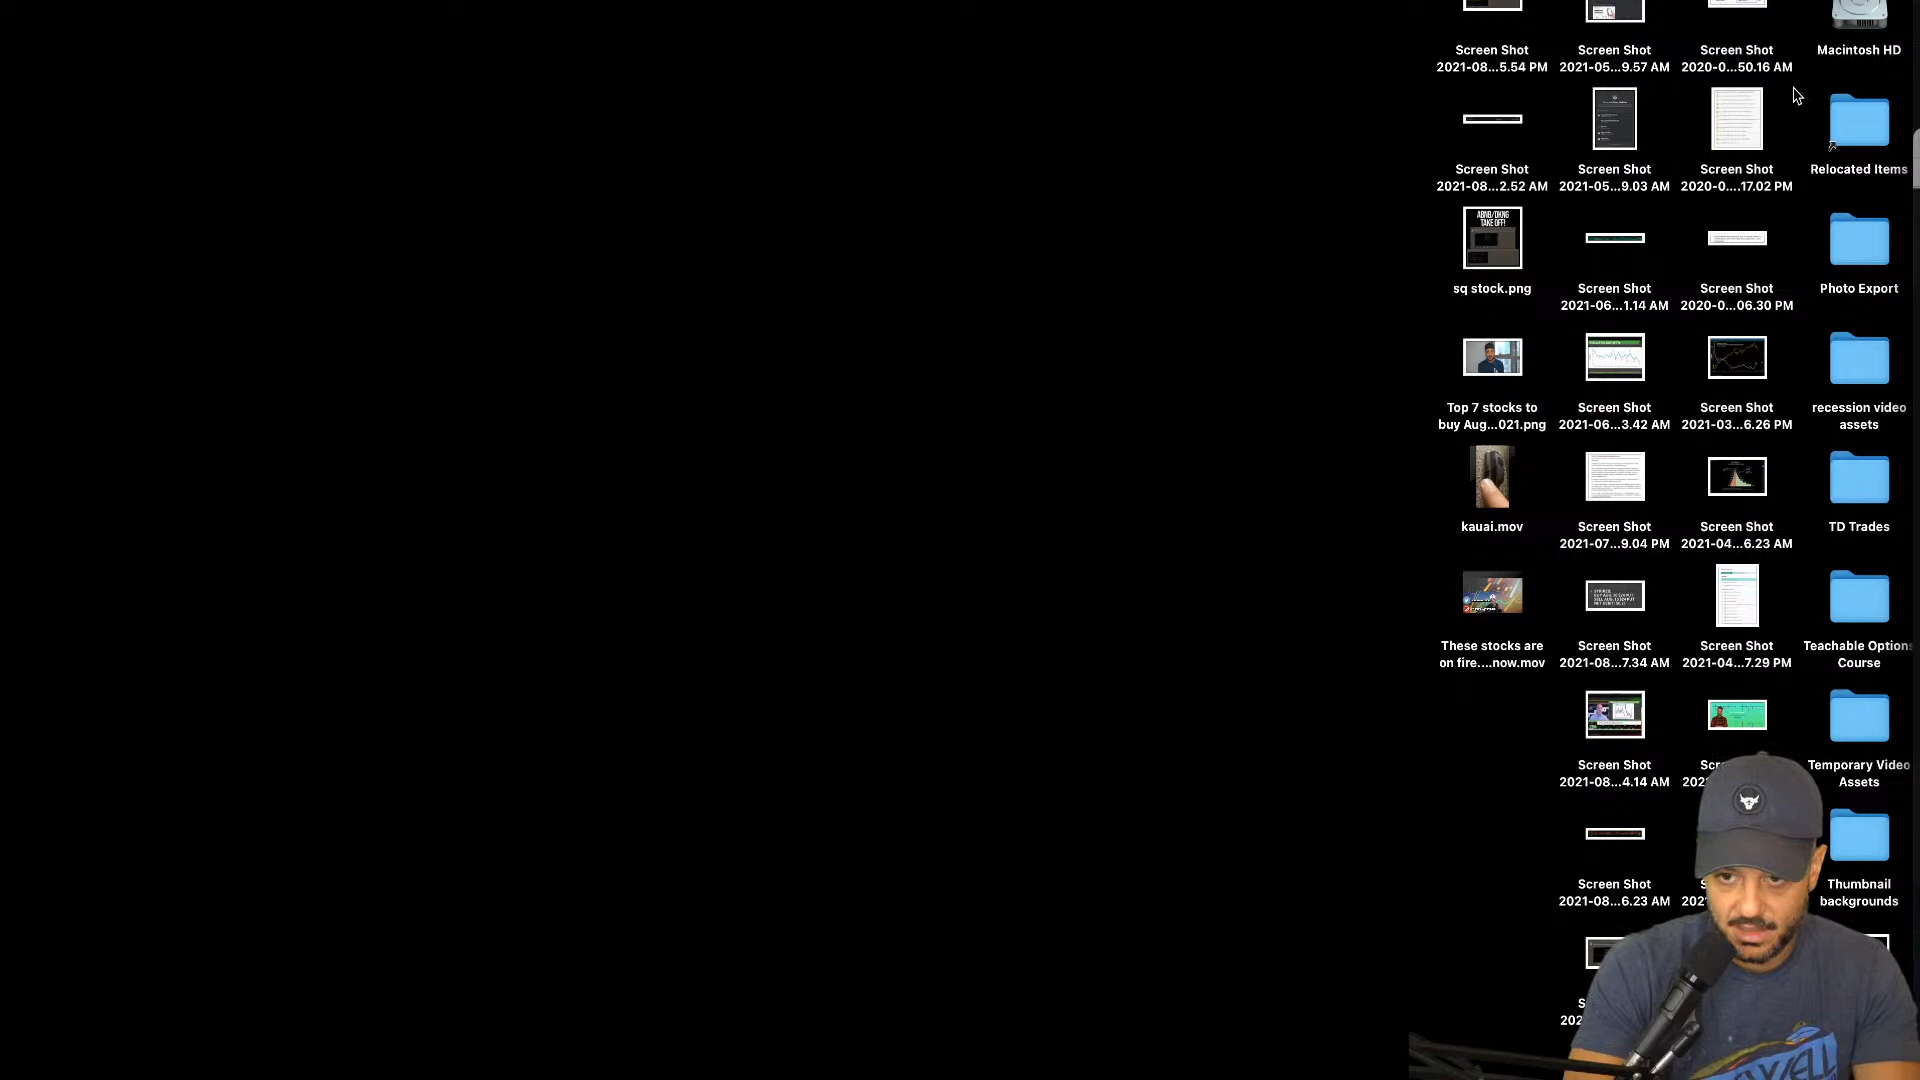 Screen Shot
2021-08...5.54 PM
Screen Shot
2021-05...9.57 AM
Screen Shot
2020-0...50.16 AM
Macintosh HD
Screen Shot
2021-08...2.52 AM
Screen Shot
2021-05...9.03 AM
Screen Shot
2020-0....17.02 PM
Relocated Items
ABNB/DKNG
TAKE OFF!
sq stock.png
Screen Shot
2021-06...1.14 AM
Screen Shot
2020-0...06.30 PM
Photo Export
Top 7 stocks to
buy Aug...021.png
Screen Shot
2021-06...3.42 AM
Screen Shot
2021-03...6.26 PM
recession video
assets
kauai.mov
Screen Shot
2021-07...9.04 PM
Screen Shot
2021-04...6.23 AM
TD Trades
These stocks are
on fire....now.mov
Screen Shot
2021-08...7.34 AM
Screen Shot
2021-04...7.29 PM
Teachable Options
Course
Screen Shot
2021-08...4.14 AM
Temporary Video
Assets
Screen Shot
2021-08...6.23 AM
Thumbnail
backgrounds